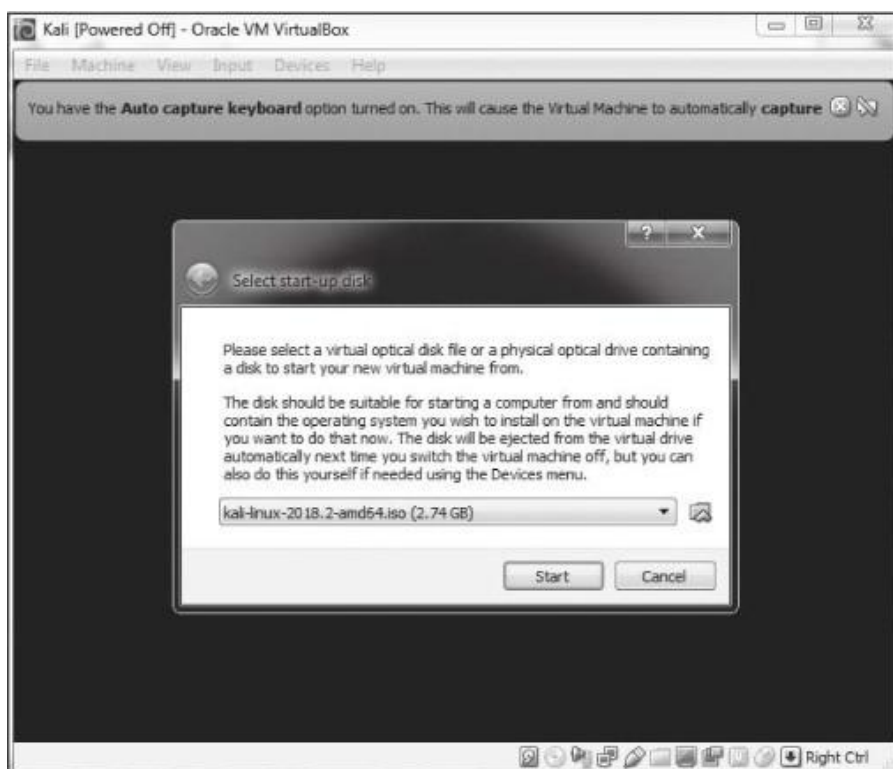 Kali [Powered Off] - Oracle VM VirtualBox
File Machine View Input Devices Help
You have the Auto capture keyboard option turned on. This will cause the Virtual Machine to automatically capture
?
Select start-up disk
Please select a virtual optical disk file or a physical optical drive containing
a disk to start your new virtual machine from.
The disk should be suitable for starting a computer from and should
contain the operating system you wish to install on the virtual machine if
you want to do that now. The disk will be ejected from the virtual drive
automatically next time you switch the virtual machine off, but you can
also do this yourself if needed using the Devices menu.
kali-linux-2018.2-amd64.iso (2.74 GB)
Start Cancel
Right Ctrl